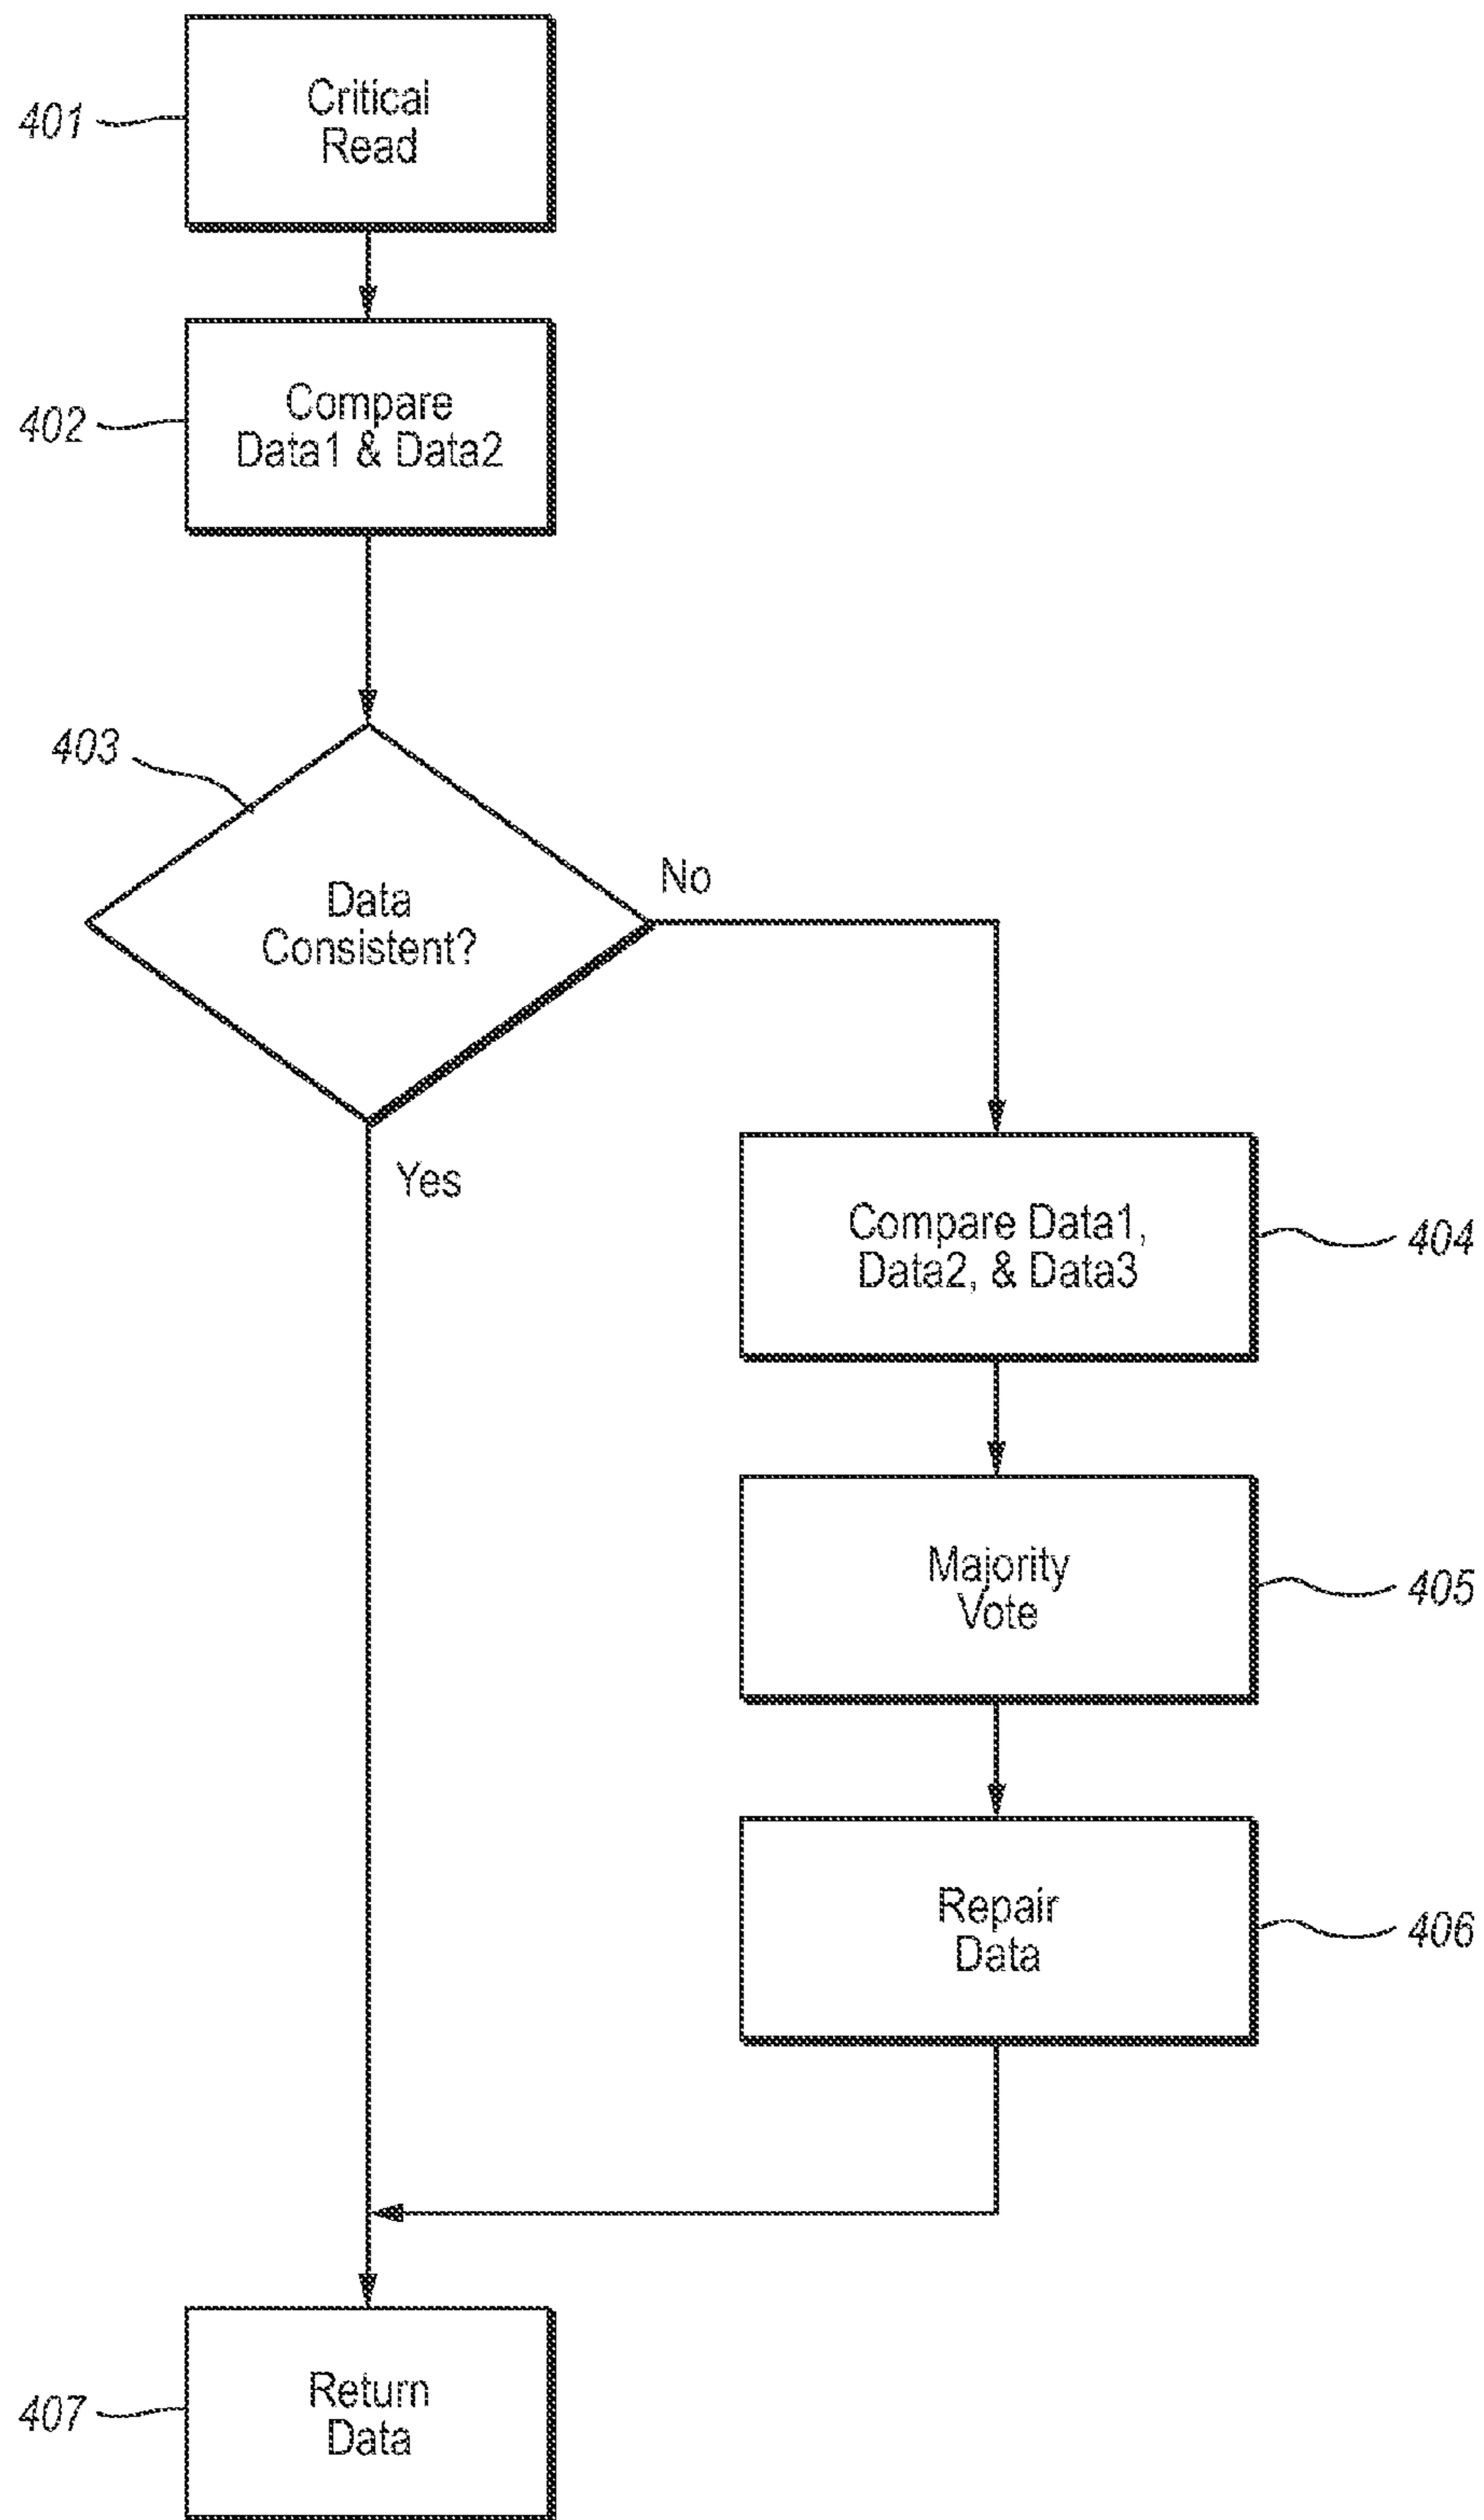 401
Critical
Read
402
Compare
Data1 & Data2
403
Data
Consistent?
No
Yes
Compare Data1,
Data2, & Data3
404
Majority
Vote
405
Repair
Data
406
407
Return
Data